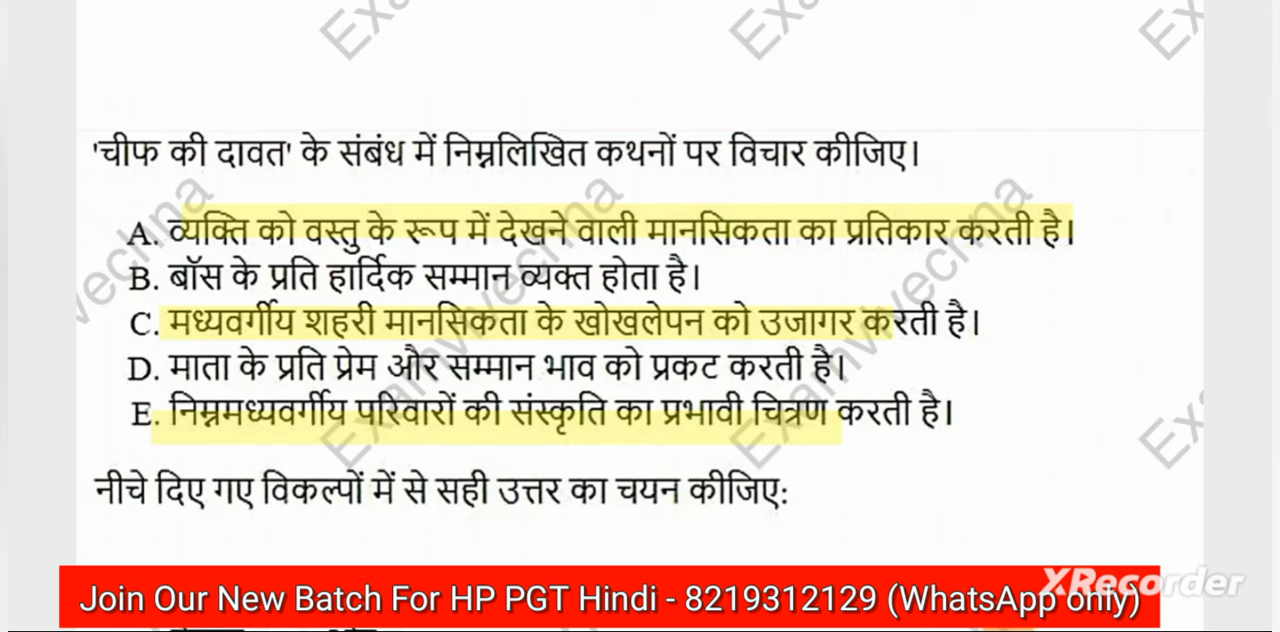 'चीफ की दावत' के संबंध में निम्नलिखित कथनों पर विचार कीजिए।
A. व्यक्ति को वस्तु के रूप में देखने वाली मानसिकता का प्रतिकार करती है।
B. बॉस के प्रति हार्दिक सम्मान व्यक्त होता है।
C. मध्यवर्गीय शहरी मानसिकता के खोखलेपन को उजागर करती है।
D. माता के प्रति प्रेम और सम्मान भाव को प्रकट करती है।
E. निम्नमध्यवर्गीय परिवारों की संस्कृति का प्रभावी चित्रण करती है।
नीचे दिए गए विकल्पों में से सही उत्तर का चयन कीजिए:
Join Our New Batch For HP PGT Hindi - 8219312129 (WhatsApp only)
XRecorder
Examvivechna